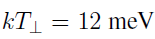 kT⊥ = 12 meV